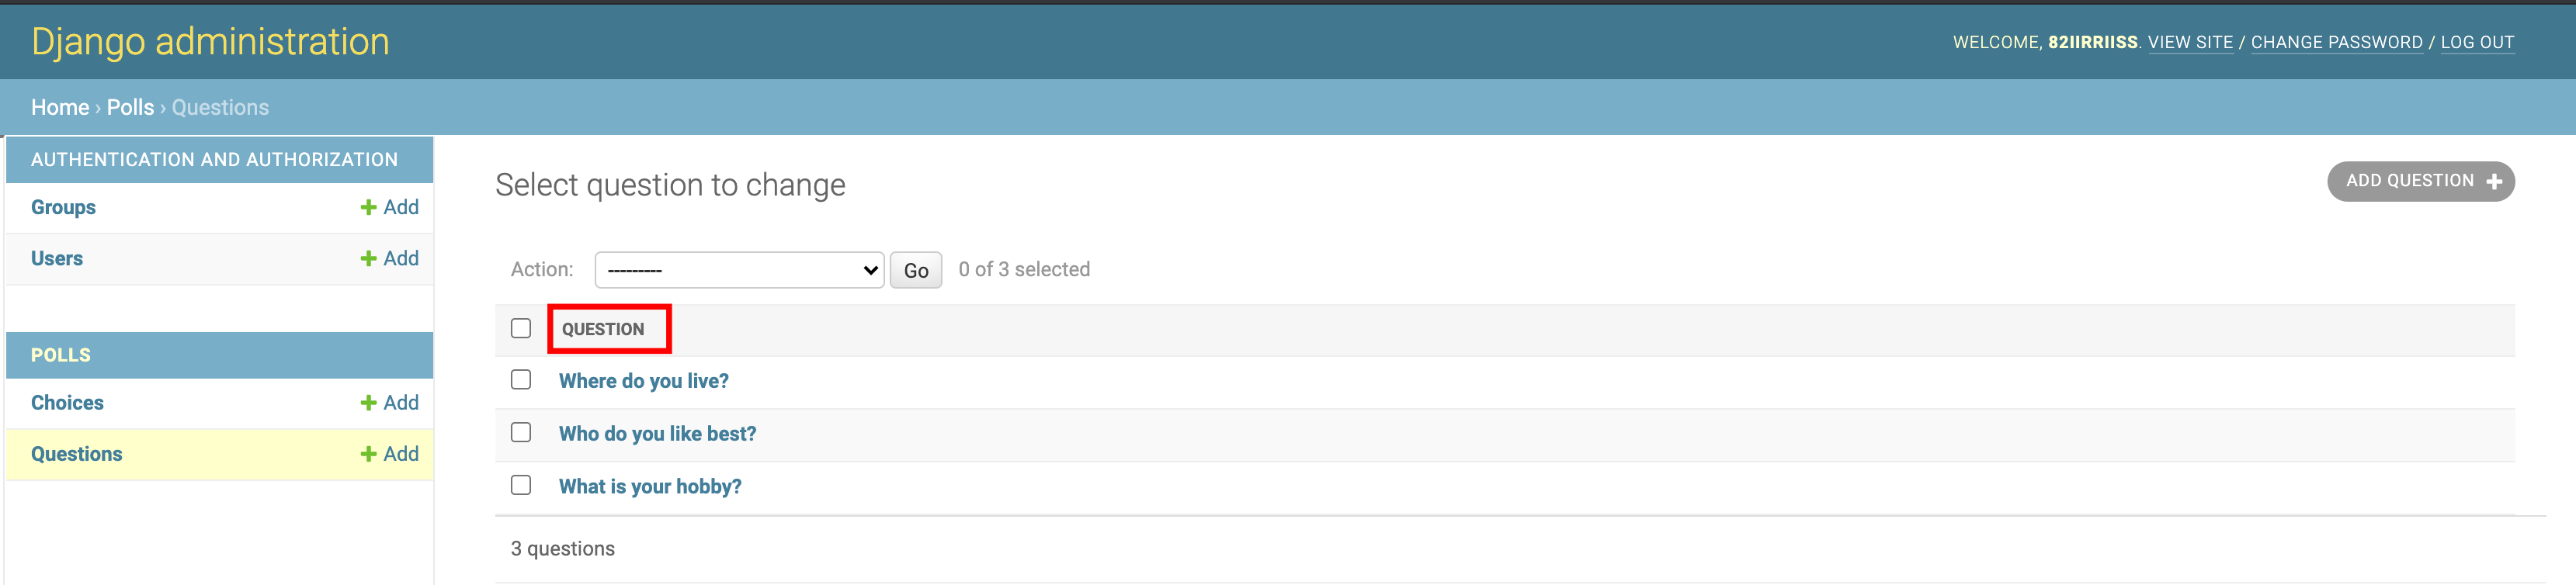 Django administration
WELCOME, 82IIRRIISS. VIEW SITE / CHANGE PASSWORD / LOG OUT
Home › Polls › Questions
AUTHENTICATION AND AUTHORIZATION
Groups + Add
Users + Add
POLLS
Choices + Add
Questions + Add
Select question to change
ADD QUESTION +
Action: --------- Go 0 of 3 selected
QUESTION
Where do you live?
Who do you like best?
What is your hobby?
3 questions